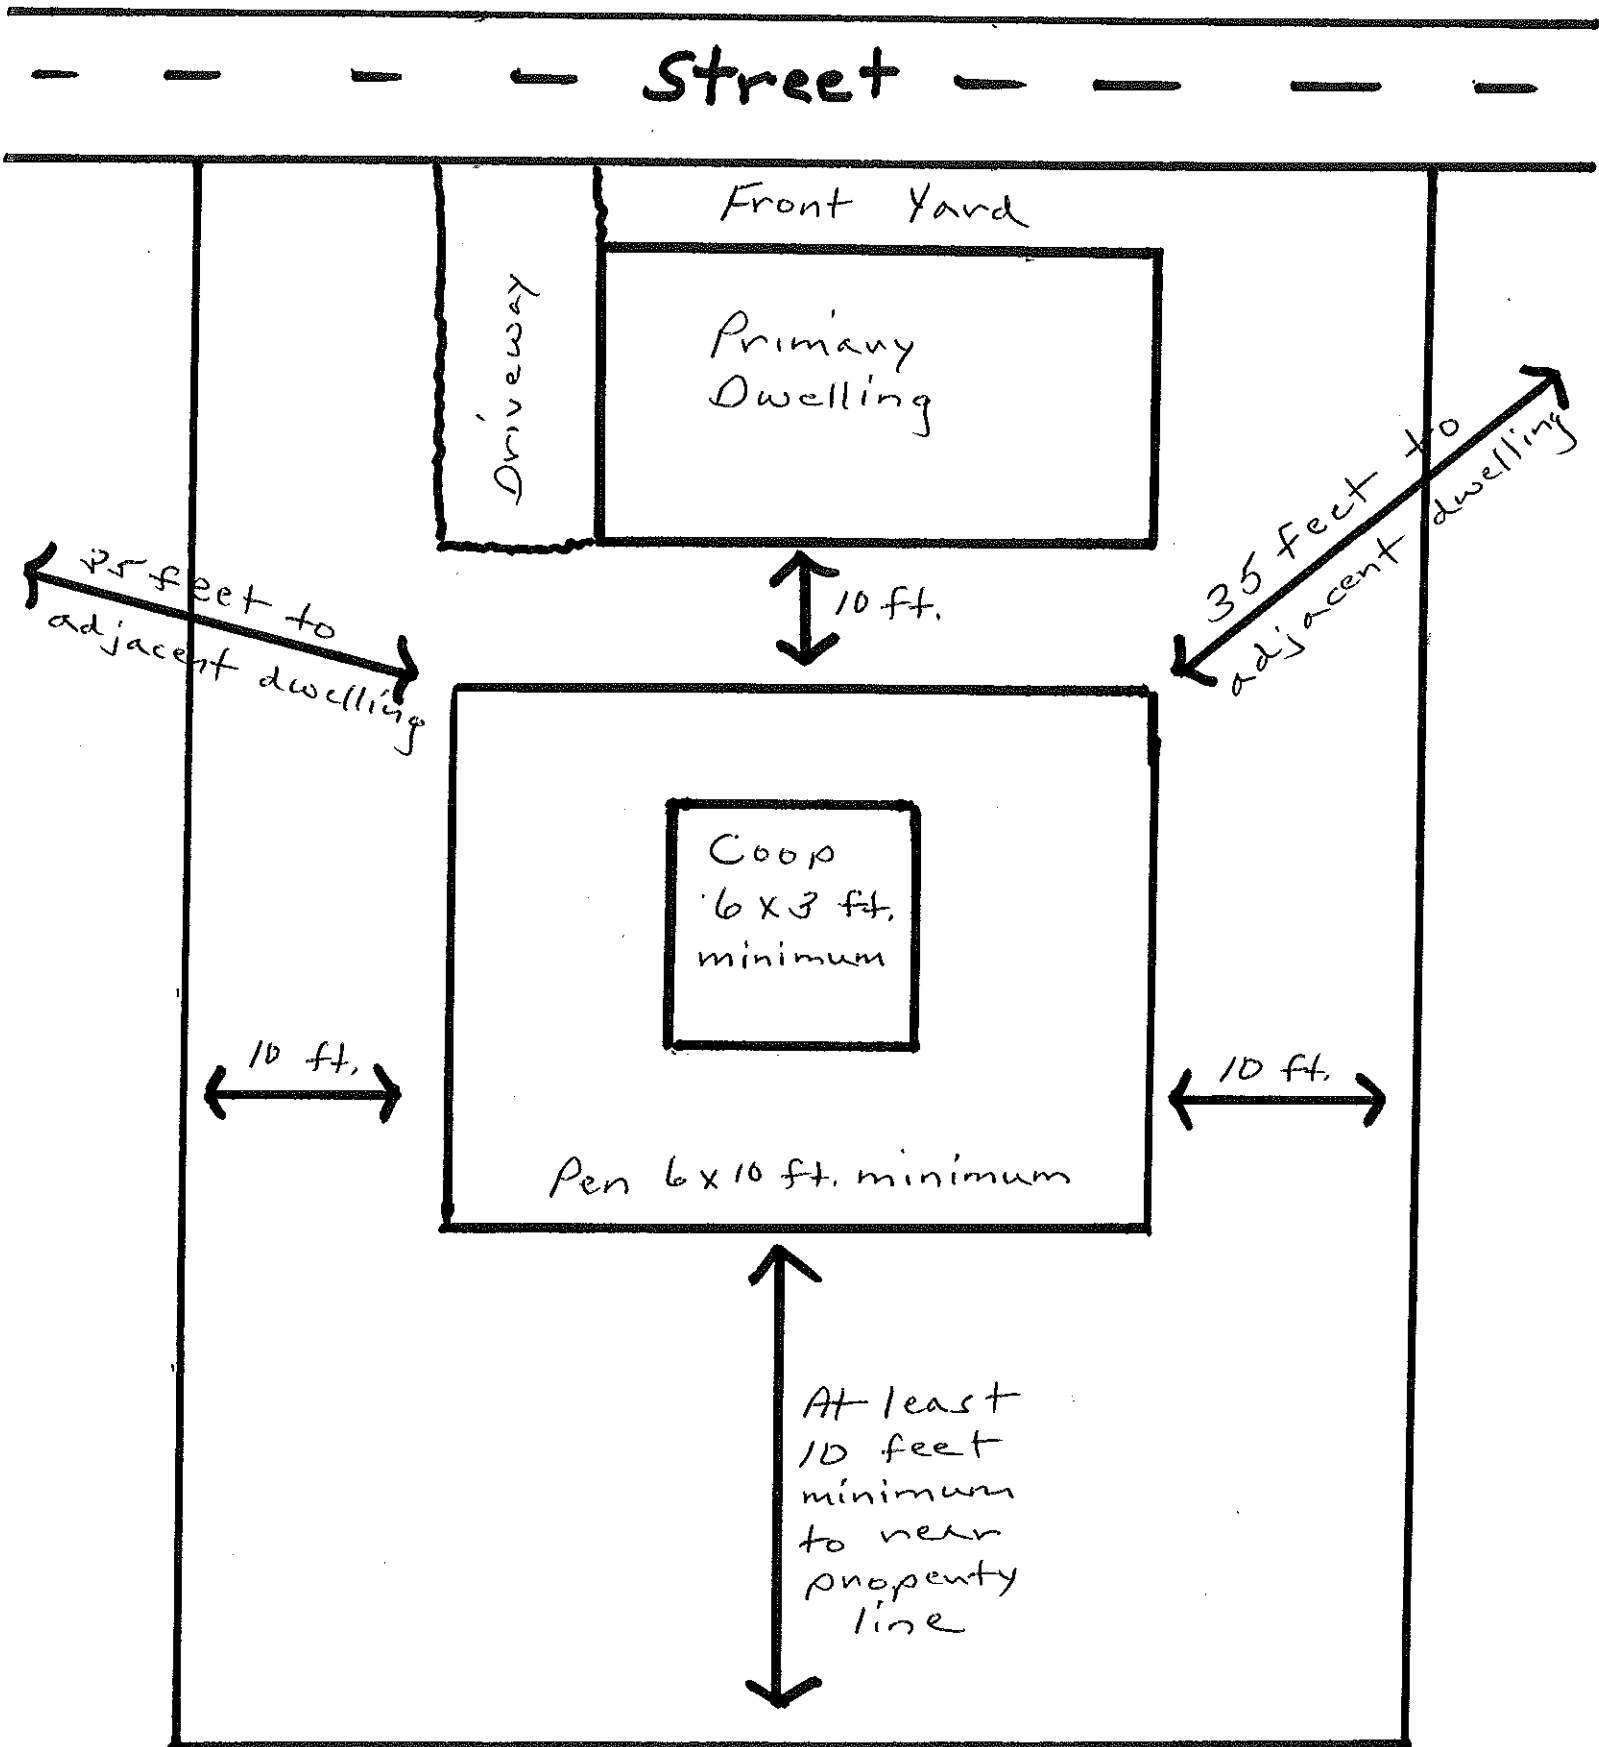 Street
Front Yard
Driveway
Primary
Dwelling
35 feet to
adjacent dwelling
10 ft.
35 feet to
adjacent dwelling
Coop
6 x 3 ft.
minimum
10 ft.
10 ft.
Pen 6 x 10 ft. minimum
At least
10 feet
minimum
to rear
property
line